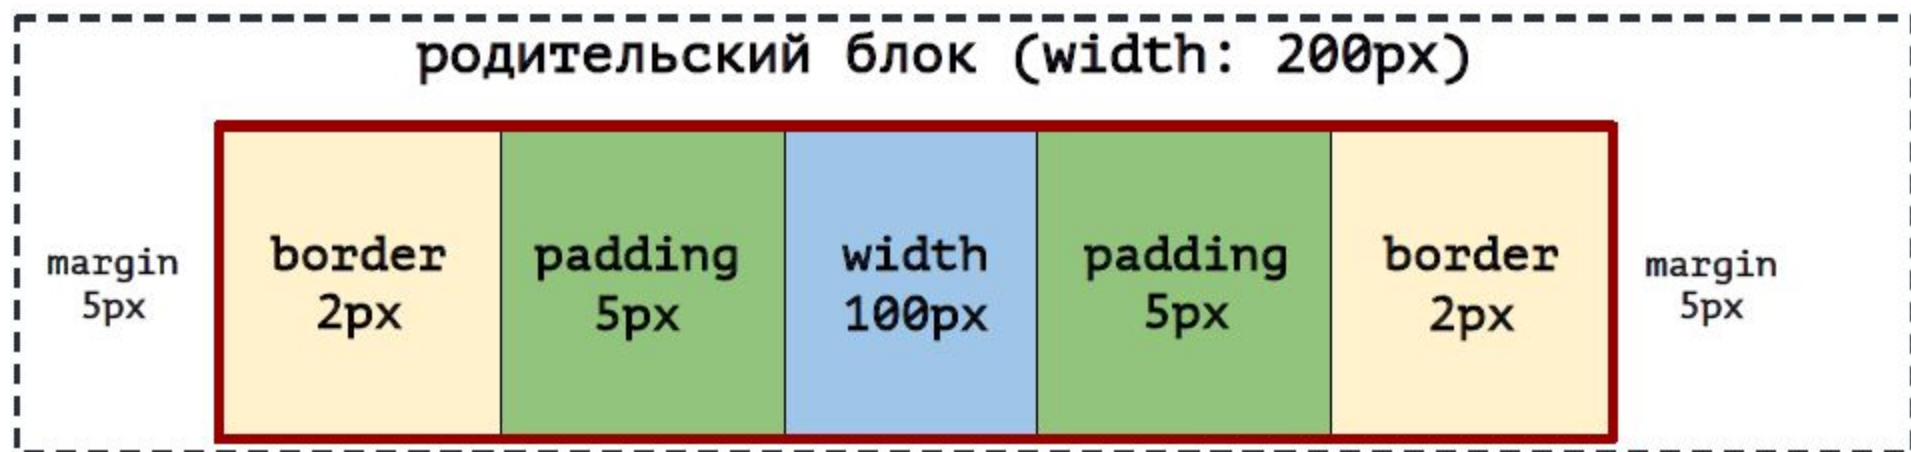 родительский блок (width: 200px)
margin
5px
border
2px
padding
5px
width
100px
padding
5px
border
2px
margin
5px